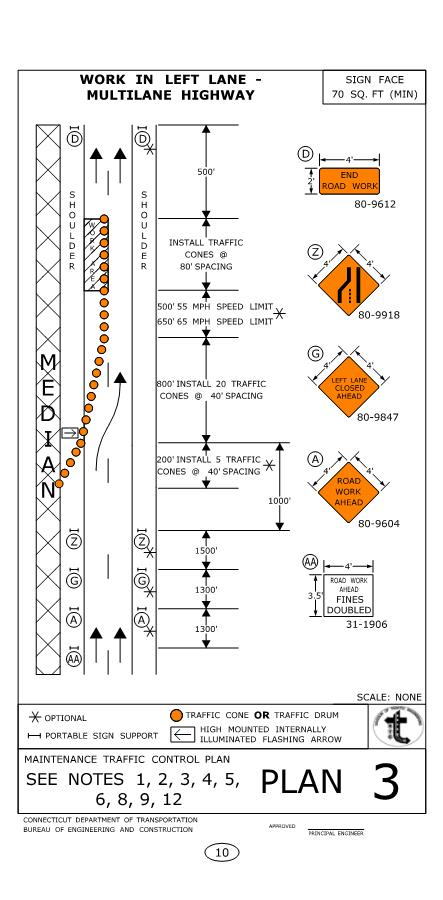 WORK IN LEFT LANE -
MULTILANE HIGHWAY
SIGN FACE
70 SQ. FT (MIN)
D
D
500'
SHOULDER
WORK AREA
SHOULDER
INSTALL TRAFFIC
CONES @
80' SPACING
500' 55 MPH SPEED LIMIT
650' 65 MPH SPEED LIMIT
MEDIAN
800' INSTALL 20 TRAFFIC
CONES @ 40' SPACING
200' INSTALL 5 TRAFFIC
CONES @ 40' SPACING
1000'
Z
Z
1500'
G
G
1300'
A
A
1300'
AA
D
4'
2'
END
ROAD WORK
80-9612
Z
4'
4'
80-9918
G
4'
4'
LEFT LANE
CLOSED
AHEAD
80-9847
A
4'
4'
ROAD
WORK
AHEAD
80-9604
AA
4'
3.5'
ROAD WORK
AHEAD
FINES
DOUBLED
31-1906
SCALE: NONE
OPTIONAL
PORTABLE SIGN SUPPORT
TRAFFIC CONE OR TRAFFIC DRUM
HIGH MOUNTED INTERNALLY
ILLUMINATED FLASHING ARROW
MAINTENANCE TRAFFIC CONTROL PLAN
SEE NOTES 1, 2, 3, 4, 5,
6, 8, 9, 12
PLAN 3
CONNECTICUT DEPARTMENT OF TRANSPORTATION
BUREAU OF ENGINEERING AND CONSTRUCTION
APPROVED
PRINCIPAL ENGINEER
10